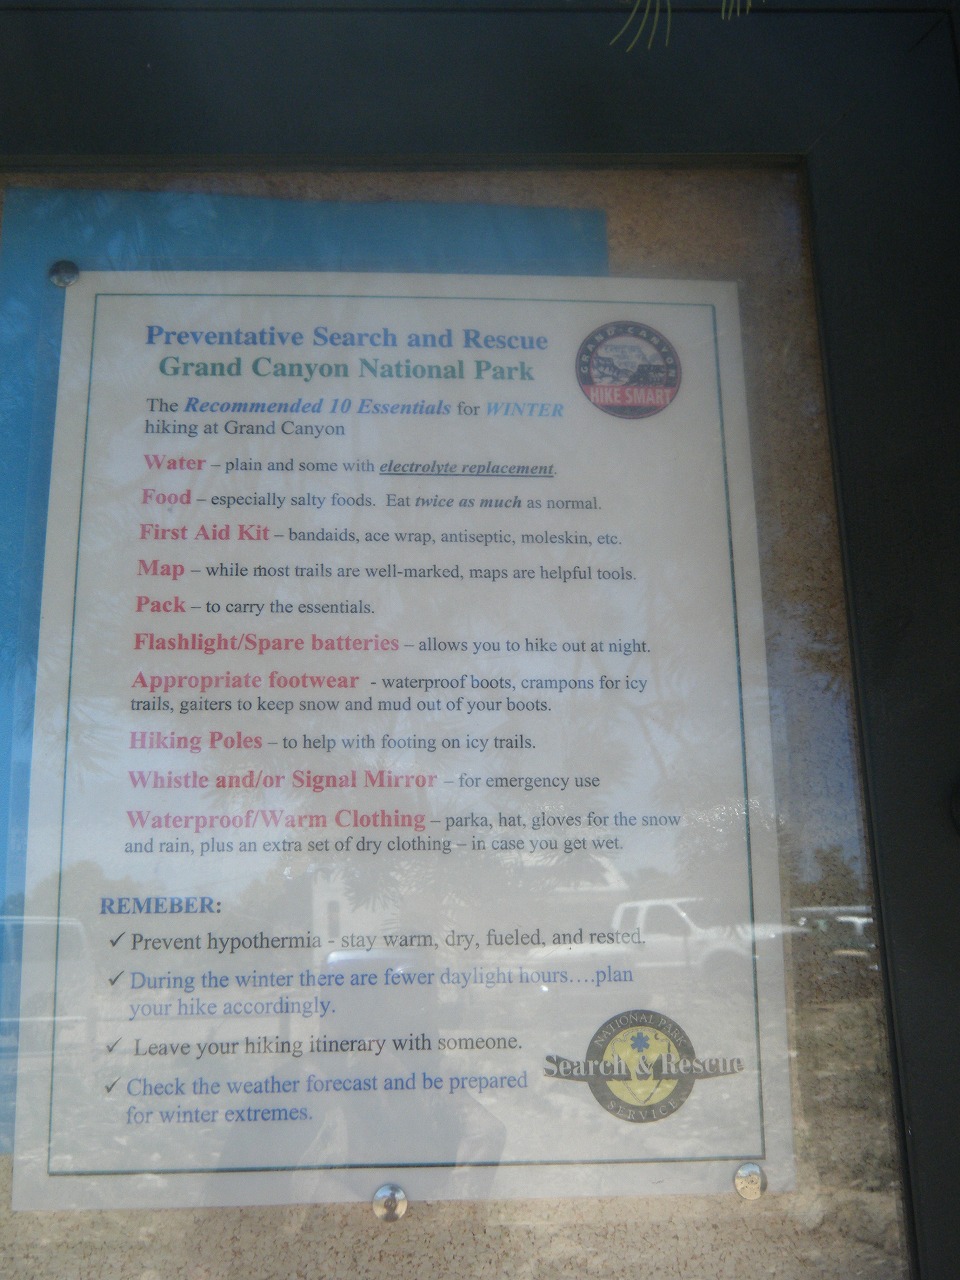 Preventative Search and Rescue
Grand Canyon National Park
GRAND CANYON
HIKE SMART
The Recommended 10 Essentials for WINTER
hiking at Grand Canyon
Water – plain and some with electrolyte replacement.
Food – especially salty foods. Eat twice as much as normal.
First Aid Kit – bandaids, ace wrap, antiseptic, moleskin, etc.
Map – while most trails are well-marked, maps are helpful tools.
Pack – to carry the essentials.
Flashlight/Spare batteries – allows you to hike out at night.
Appropriate footwear - waterproof boots, crampons for icy
trails, gaiters to keep snow and mud out of your boots.
Hiking Poles – to help with footing on icy trails.
Whistle and/or Signal Mirror – for emergency use
Waterproof/Warm Clothing – parka, hat, gloves for the snow
and rain, plus an extra set of dry clothing – in case you get wet.
REMEBER:
✓ Prevent hypothermia - stay warm, dry, fueled, and rested.
✓ During the winter there are fewer daylight hours….plan
your hike accordingly.
✓ Leave your hiking itinerary with someone.
✓ Check the weather forecast and be prepared
for winter extremes.
NATIONAL PARK
Search & Rescue
SERVICE